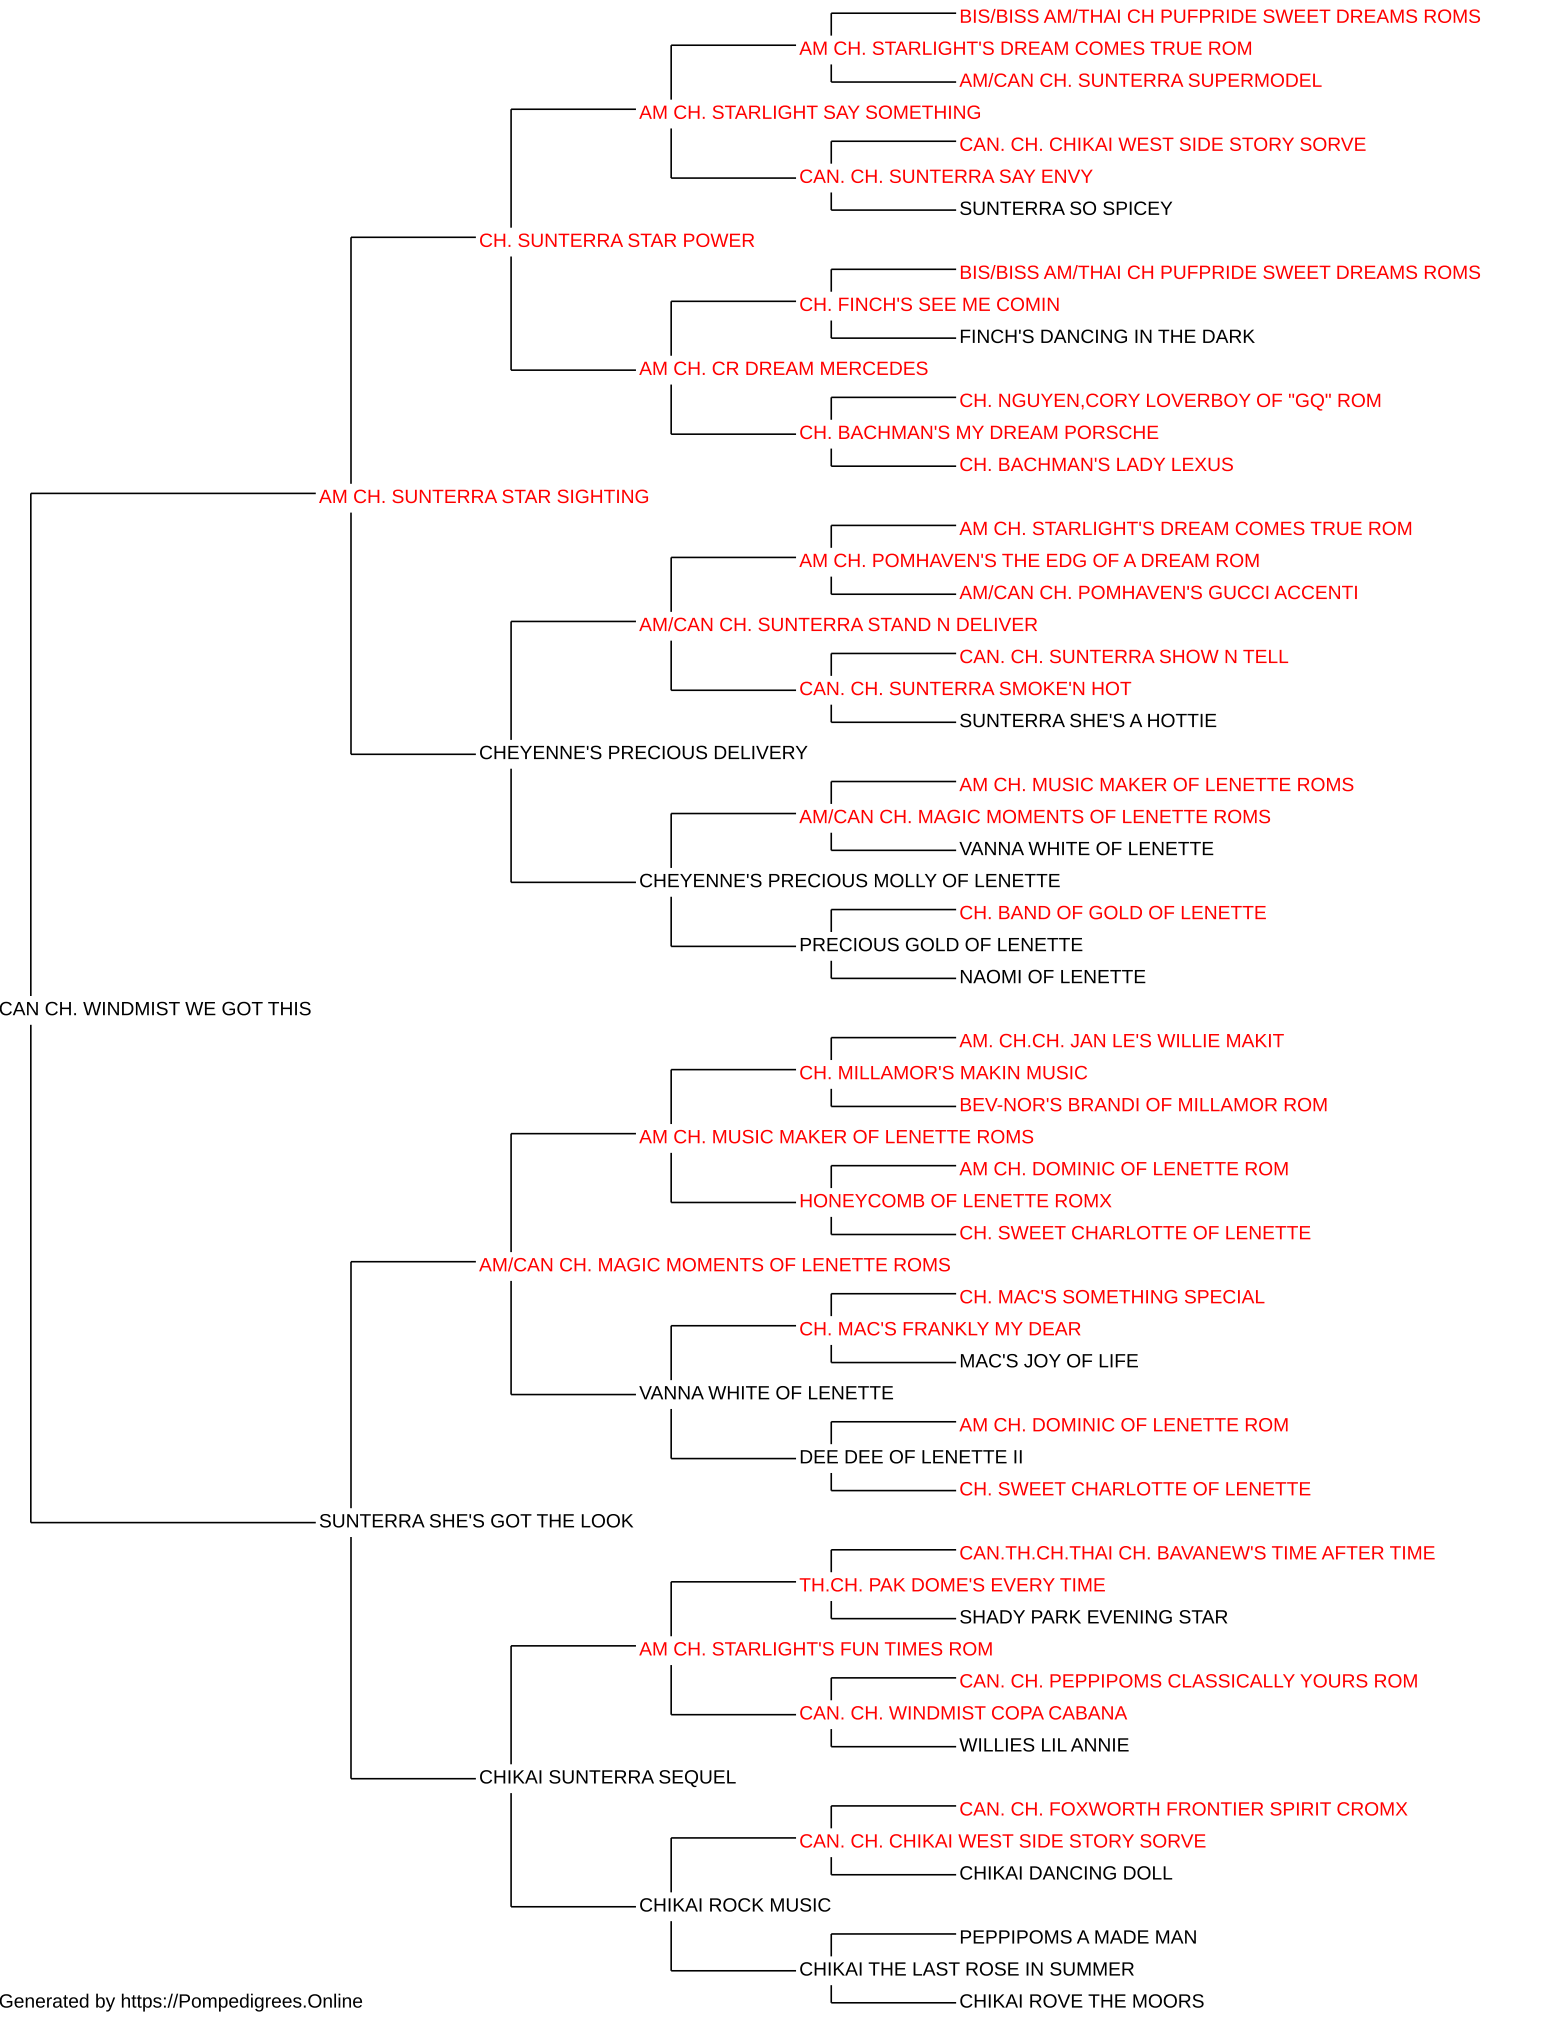 BIS/BISS AM/THAI CH PUFPRIDE SWEET DREAMS ROMS
AM CH. STARLIGHT'S DREAM COMES TRUE ROM
AM/CAN CH. SUNTERRA SUPERMODEL
AM CH. STARLIGHT SAY SOMETHING
CAN. CH. CHIKAI WEST SIDE STORY SORVE
CAN. CH. SUNTERRA SAY ENVY
SUNTERRA SO SPICEY
CH. SUNTERRA STAR POWER
BIS/BISS AM/THAI CH PUFPRIDE SWEET DREAMS ROMS
CH. FINCH'S SEE ME COMIN
FINCH'S DANCING IN THE DARK
AM CH. CR DREAM MERCEDES
CH. NGUYEN,CORY LOVERBOY OF "GQ" ROM
CH. BACHMAN'S MY DREAM PORSCHE
CH. BACHMAN'S LADY LEXUS
AM CH. SUNTERRA STAR SIGHTING
AM CH. STARLIGHT'S DREAM COMES TRUE ROM
AM CH. POMHAVEN'S THE EDG OF A DREAM ROM
AM/CAN CH. POMHAVEN'S GUCCI ACCENTI
AM/CAN CH. SUNTERRA STAND N DELIVER
CAN. CH. SUNTERRA SHOW N TELL
CAN. CH. SUNTERRA SMOKE'N HOT
SUNTERRA SHE'S A HOTTIE
CHEYENNE'S PRECIOUS DELIVERY
AM CH. MUSIC MAKER OF LENETTE ROMS
AM/CAN CH. MAGIC MOMENTS OF LENETTE ROMS
VANNA WHITE OF LENETTE
CHEYENNE'S PRECIOUS MOLLY OF LENETTE
CH. BAND OF GOLD OF LENETTE
PRECIOUS GOLD OF LENETTE
NAOMI OF LENETTE
CAN CH. WINDMIST WE GOT THIS
AM. CH.CH. JAN LE'S WILLIE MAKIT
CH. MILLAMOR'S MAKIN MUSIC
BEV-NOR'S BRANDI OF MILLAMOR ROM
AM CH. MUSIC MAKER OF LENETTE ROMS
AM CH. DOMINIC OF LENETTE ROM
HONEYCOMB OF LENETTE ROMX
CH. SWEET CHARLOTTE OF LENETTE
AM/CAN CH. MAGIC MOMENTS OF LENETTE ROMS
CH. MAC'S SOMETHING SPECIAL
CH. MAC'S FRANKLY MY DEAR
MAC'S JOY OF LIFE
VANNA WHITE OF LENETTE
AM CH. DOMINIC OF LENETTE ROM
DEE DEE OF LENETTE II
CH. SWEET CHARLOTTE OF LENETTE
SUNTERRA SHE'S GOT THE LOOK
CAN.TH.CH.THAI CH. BAVANEW'S TIME AFTER TIME
TH.CH. PAK DOME'S EVERY TIME
SHADY PARK EVENING STAR
AM CH. STARLIGHT'S FUN TIMES ROM
CAN. CH. PEPPIPOMS CLASSICALLY YOURS ROM
CAN. CH. WINDMIST COPA CABANA
WILLIES LIL ANNIE
CHIKAI SUNTERRA SEQUEL
CAN. CH. FOXWORTH FRONTIER SPIRIT CROMX
CAN. CH. CHIKAI WEST SIDE STORY SORVE
CHIKAI DANCING DOLL
CHIKAI ROCK MUSIC
PEPPIPOMS A MADE MAN
CHIKAI THE LAST ROSE IN SUMMER
CHIKAI ROVE THE MOORS
Generated by https://Pompedigrees.Online